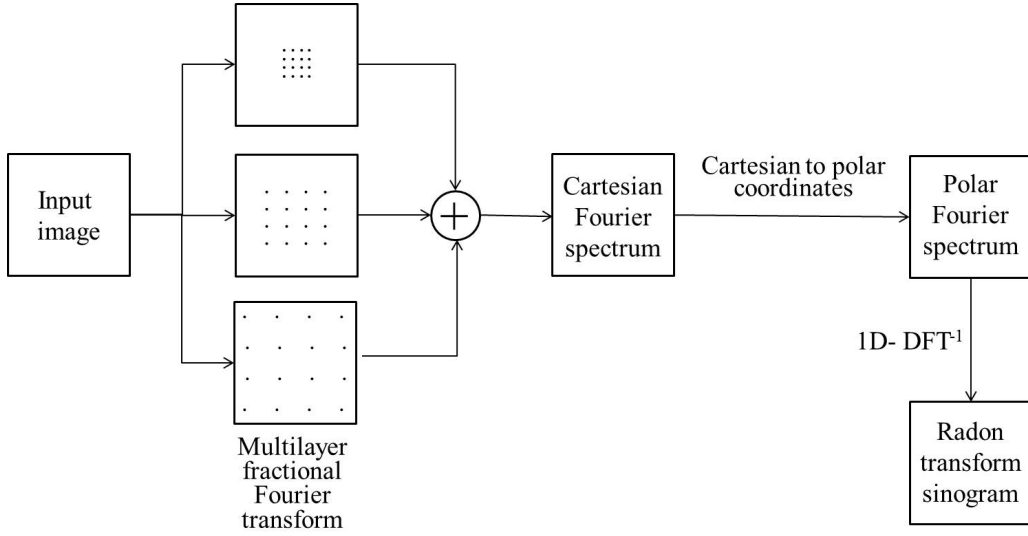 Input
image
Multilayer
fractional
Fourier
transform
+
Cartesian
Fourier
spectrum
Cartesian to polar
coordinates
Polar
Fourier
spectrum
1D- DFT-1
Radon
transform
sinogram